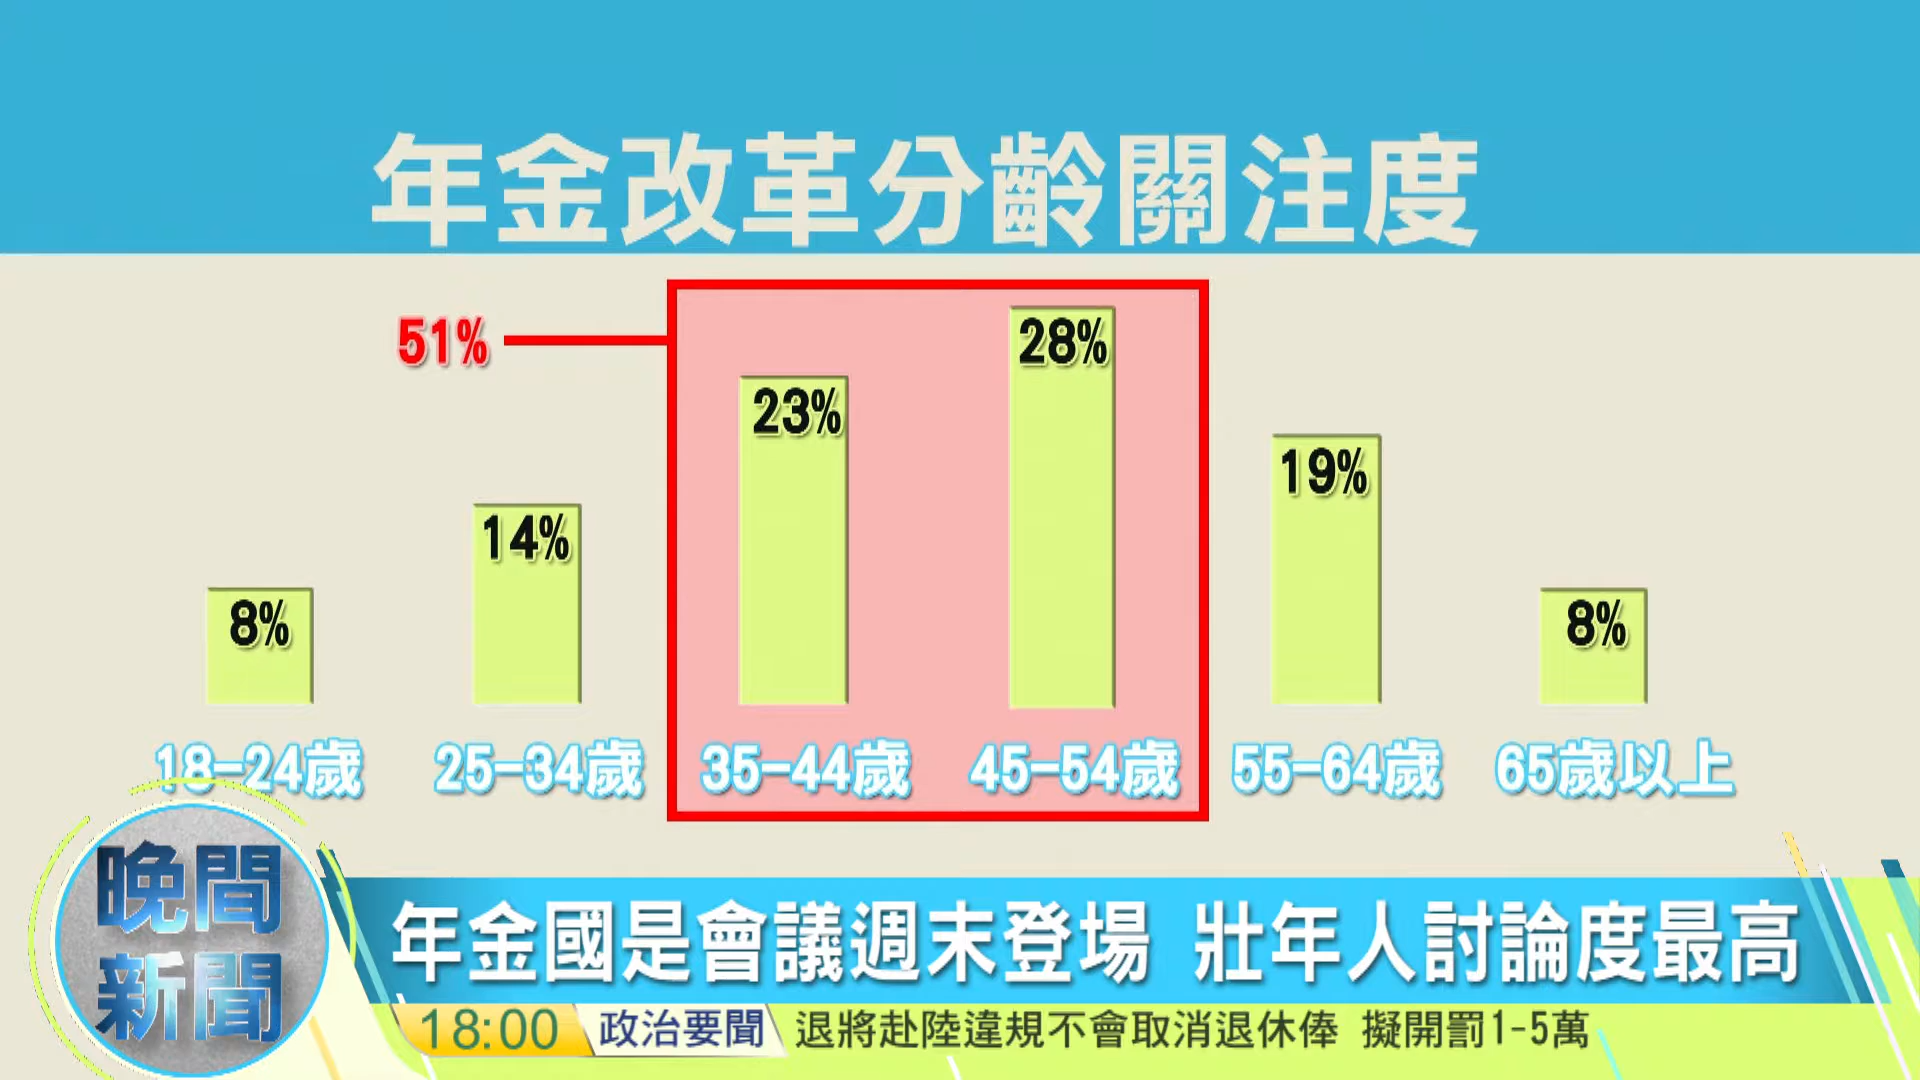 年金改革分齡關注度
51%
8%
14%
23%
28%
19%
8%
18-24歲
25-34歲
35-44歲
45-54歲
55-64歲
65歲以上
晚間
新聞
年金國是會議週末登場 壯年人討論度最高
18:00 政治要聞 退將赴陸違規不會取消退休俸 擬開罰1-5萬